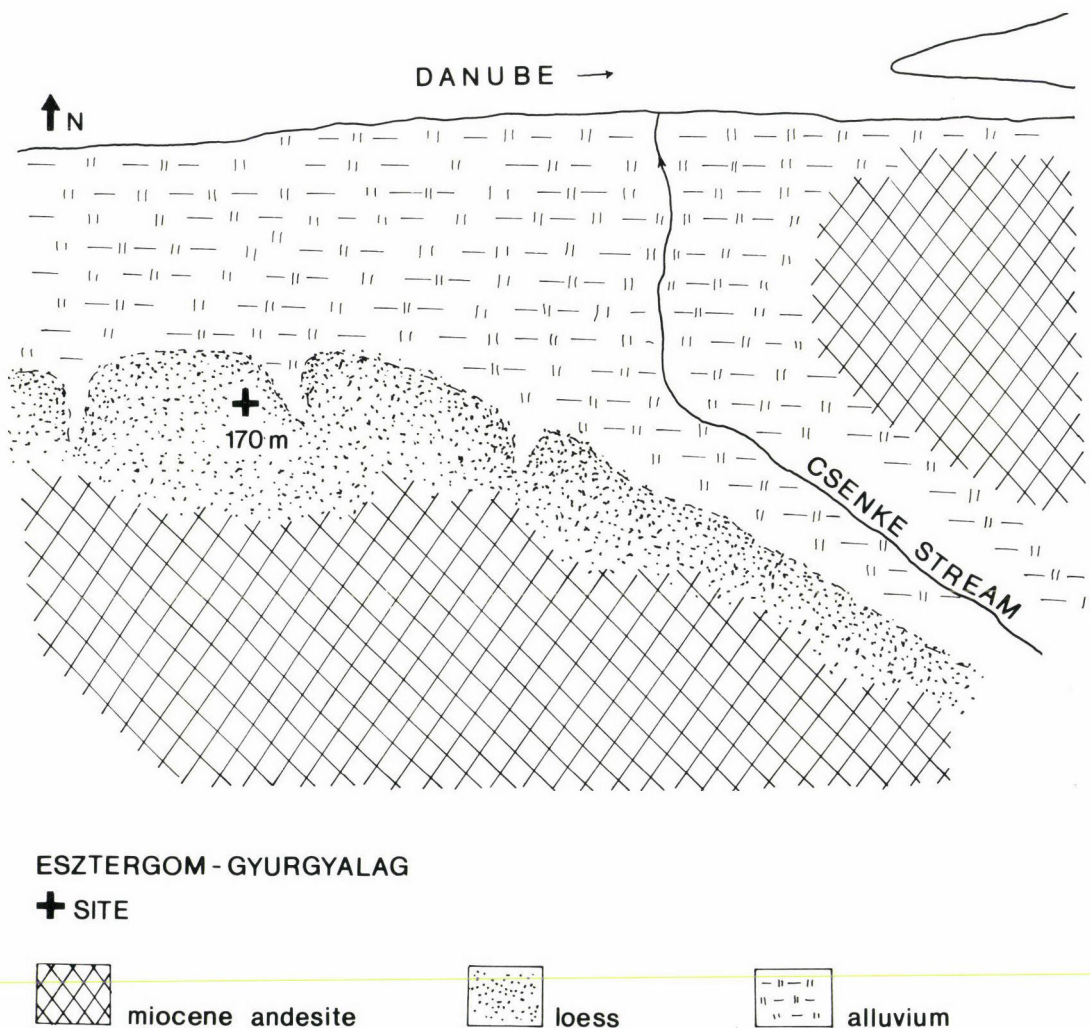 DANUBE →
N
170 m
CSENKE STREAM
ESZTERGOM - GYURGYALAG
SITE
miocene andesite
loess
alluvium